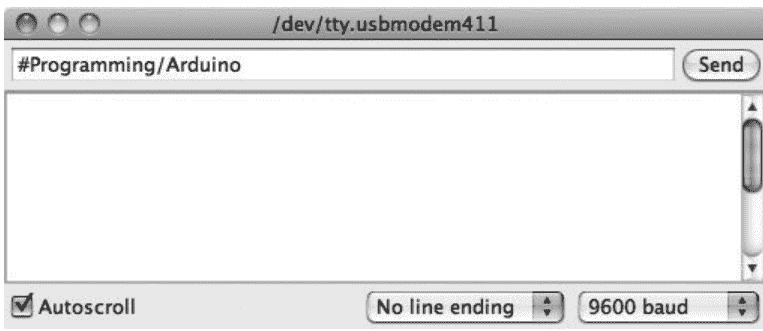 /dev/tty.usbmodem411
#Programming/Arduino
Send
Autoscroll
No line ending
9600 baud